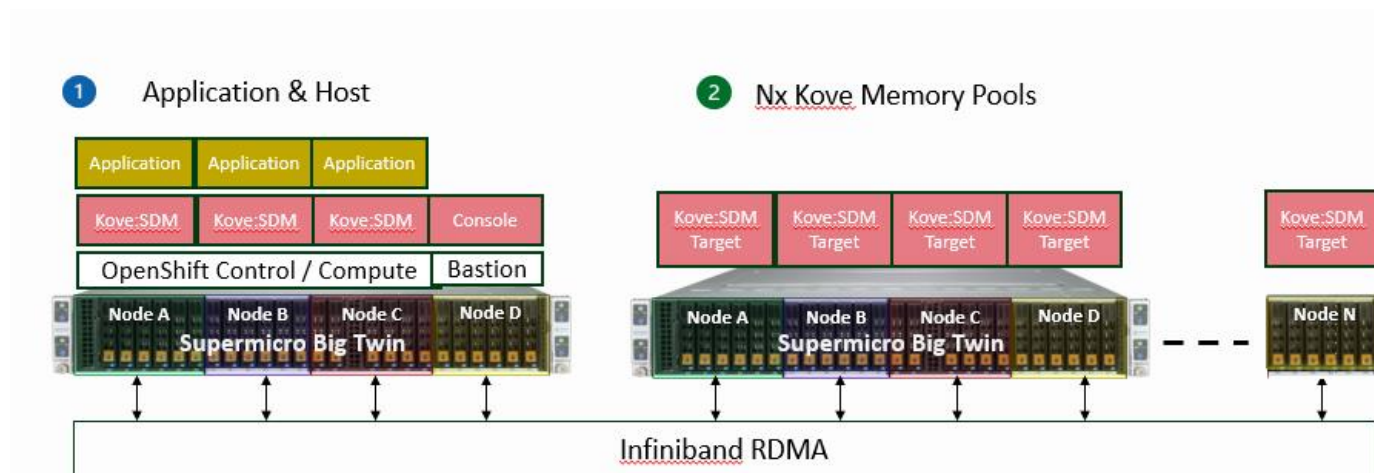 1 Application & Host
2 Nx Kove Memory Pools
Application Application Application
Kove:SDM Kove:SDM Kove:SDM Console
Kove:SDM Kove:SDM Kove:SDM Kove:SDM Kove:SDM
Target Target Target Target Target
OpenShift Control / Compute Bastion
Node A Node B Node C Node D
Supermicro Big Twin
Node A Node B Node C Node D Node N
Supermicro Big Twin
Infiniband RDMA